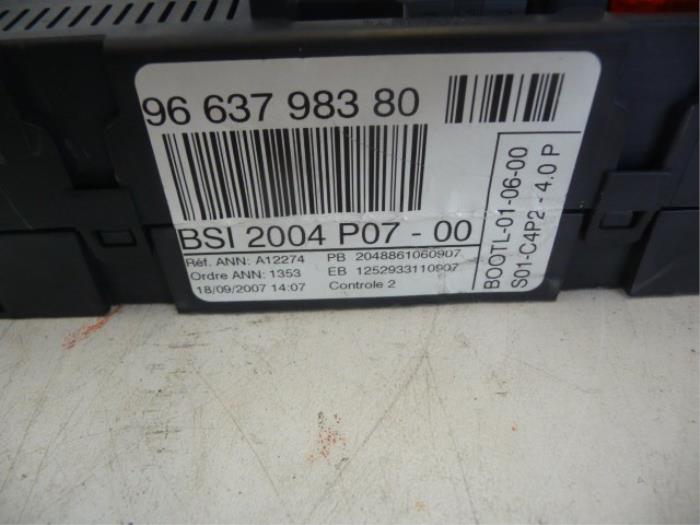 96 637 983 80
BSI 2004 P07 - 00
Réf. ANN: A12274 PB 2048861060907
Ordre ANN: 1353 EB 1252933110907
18/09/2007 14:07 Controle 2
BOOTL-01-06-00
S01-C4P2 - 4.0 P